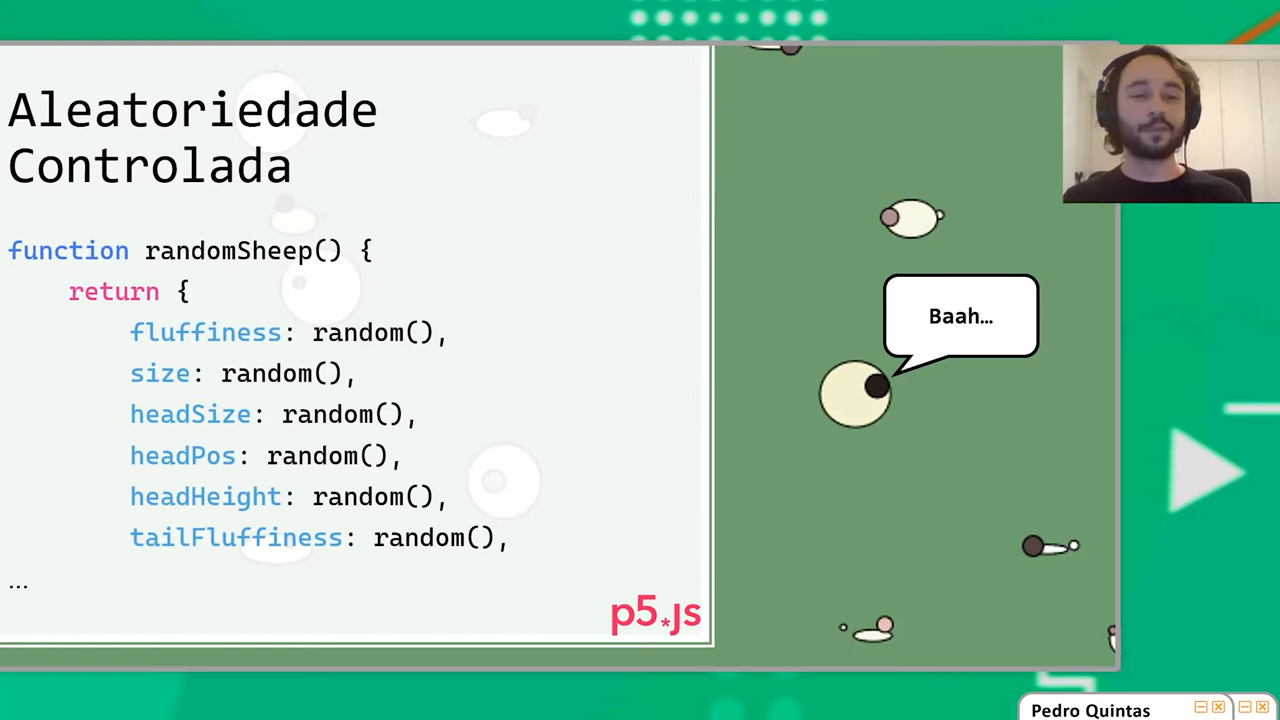 Aleatoriedade
Controlada
function randomSheep() {
return {
fluffiness: random(),
size: random(),
headSize: random(),
headPos: random(),
headHeight: random(),
tailFluffiness: random(),
...
p5*js
Baah...
Pedro Quintas